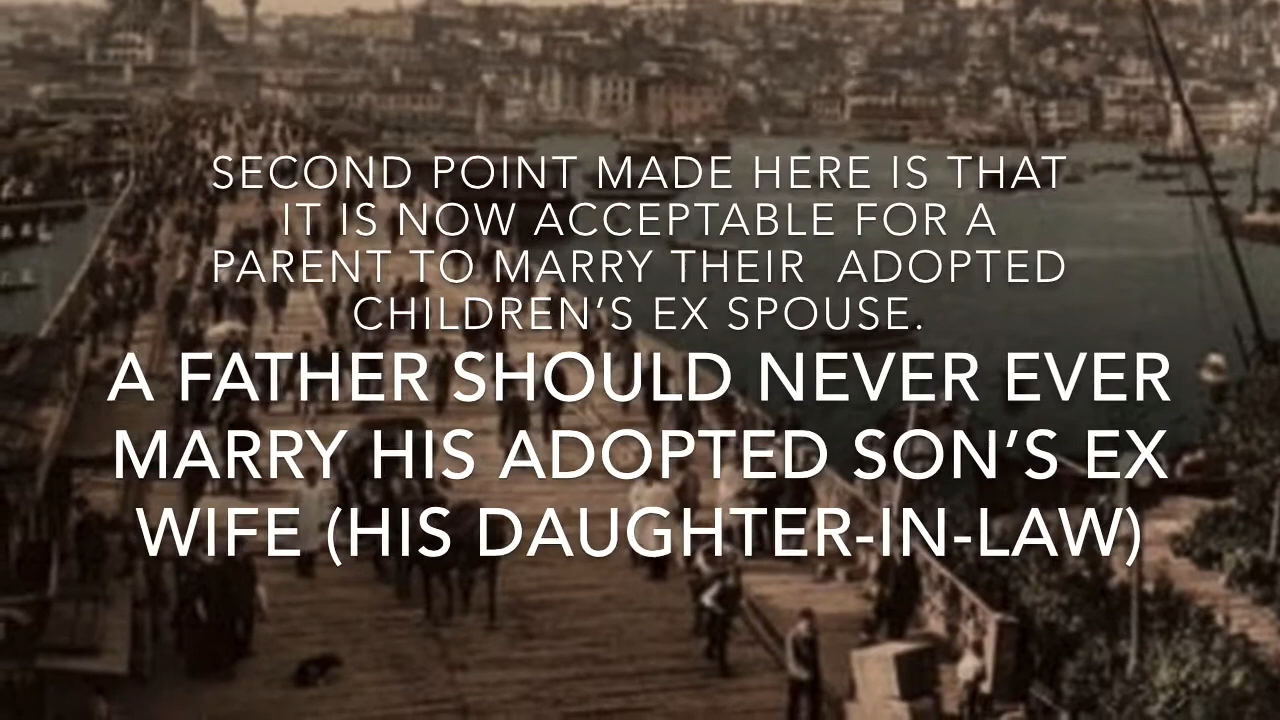 SECOND POINT MADE HERE IS THAT
IT IS NOW ACCEPTABLE FOR A
PARENT TO MARRY THEIR  ADOPTED
CHILDREN’S EX SPOUSE.
A FATHER SHOULD NEVER EVER
MARRY HIS ADOPTED SON’S EX
WIFE (HIS DAUGHTER-IN-LAW)